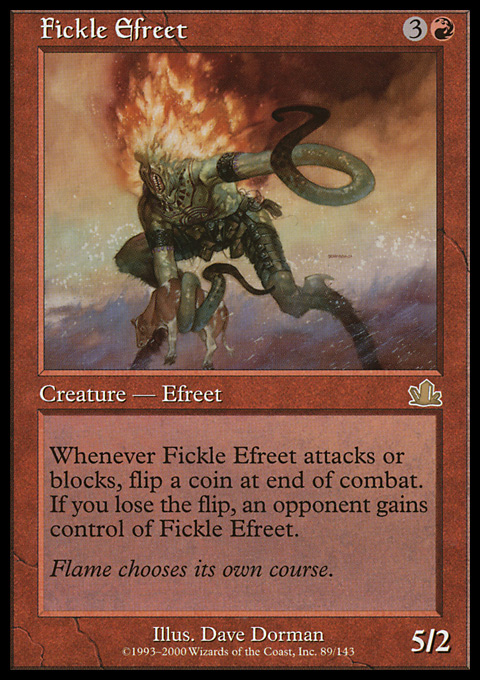 Fickle Efreet 3
Creature — Efreet
Whenever Fickle Efreet attacks or
blocks, flip a coin at end of combat.
If you lose the flip, an opponent gains
control of Fickle Efreet.
Flame chooses its own course.
Illus. Dave Dorman
5/2
©1993–2000 Wizards of the Coast, Inc. 89/143